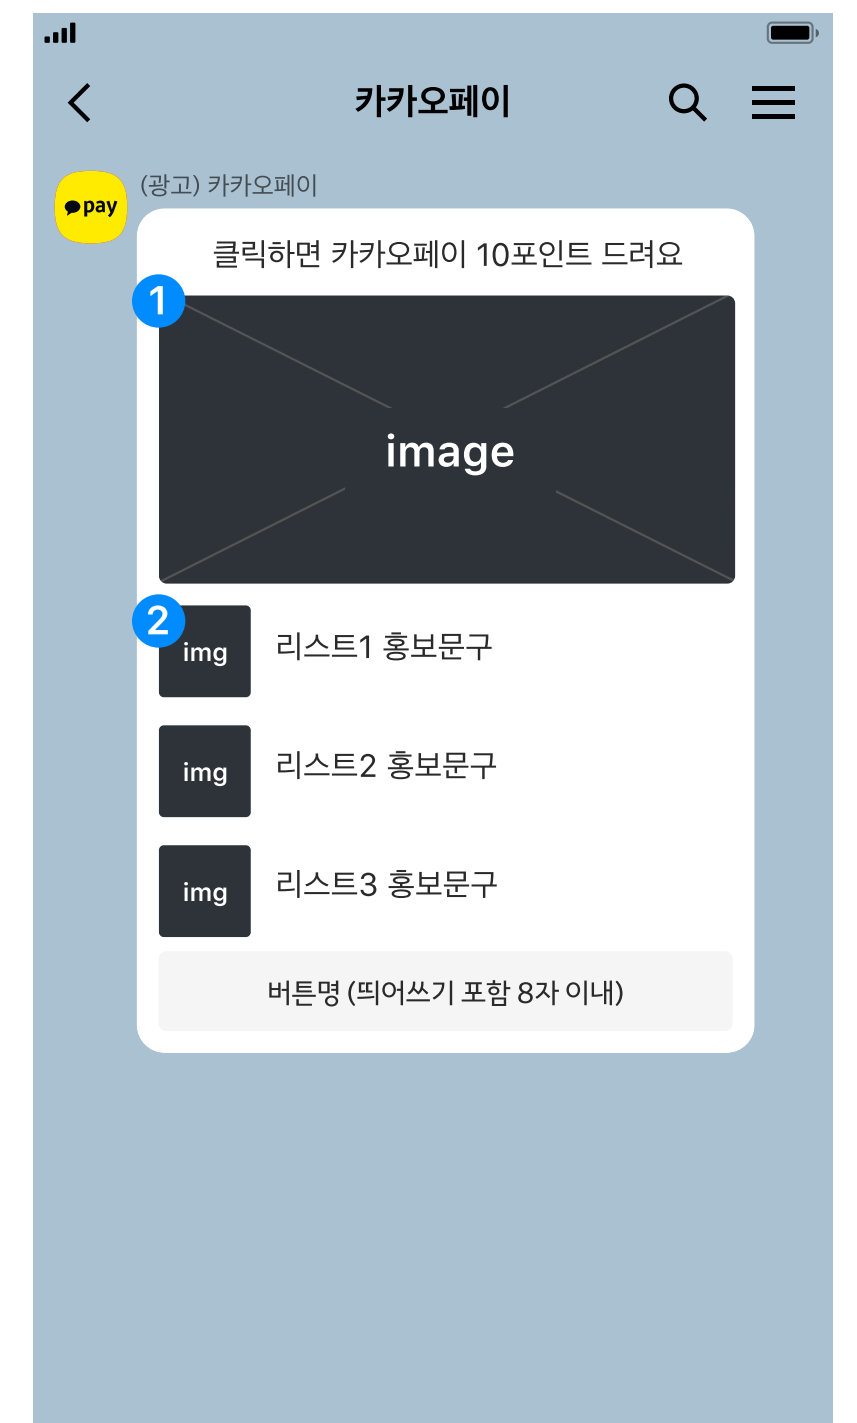 카카오페이
pay
(광고) 카카오페이
클릭하면 카카오페이 10포인트 드려요
1
image
2
img
리스트1 홍보문구
img
리스트2 홍보문구
img
리스트3 홍보문구
버튼명 (띄어쓰기 포함 8자 이내)